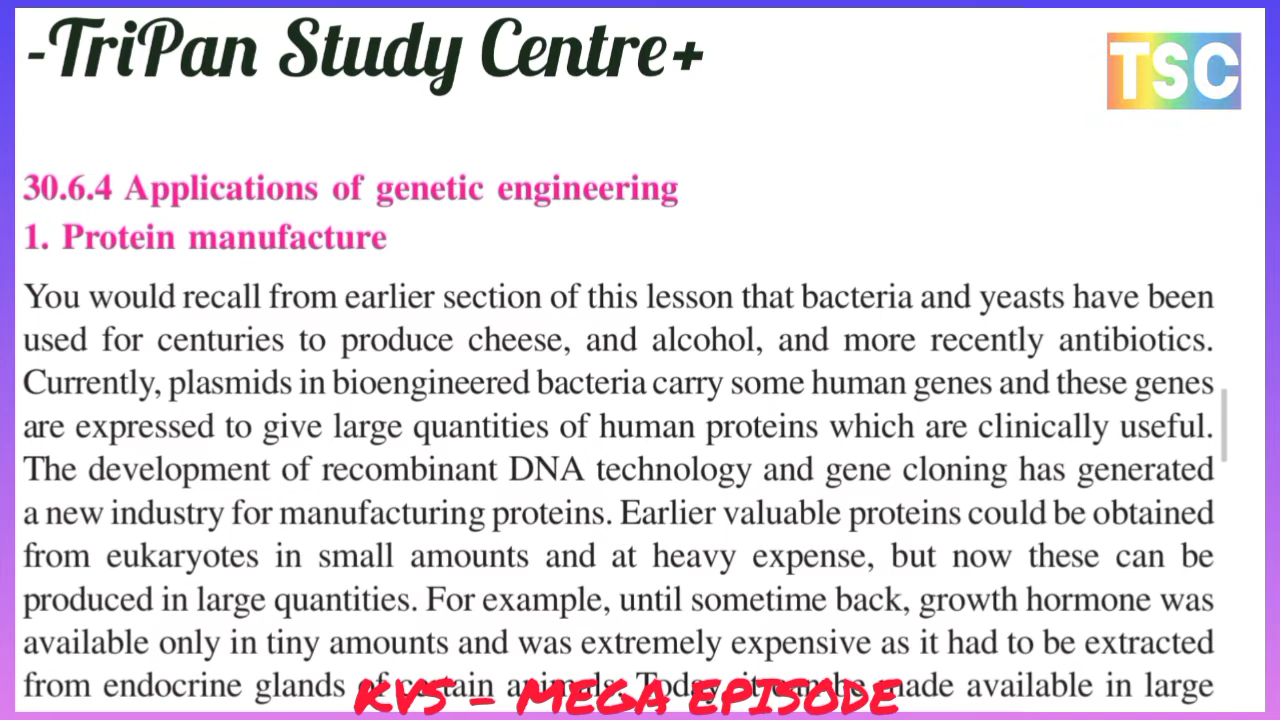 -TriPan Study Centre+
TSC
30.6.4 Applications of genetic engineering
1. Protein manufacture
You would recall from earlier section of this lesson that bacteria and yeasts have been
used for centuries to produce cheese, and alcohol, and more recently antibiotics.
Currently, plasmids in bioengineered bacteria carry some human genes and these genes
are expressed to give large quantities of human proteins which are clinically useful.
The development of recombinant DNA technology and gene cloning has generated
a new industry for manufacturing proteins. Earlier valuable proteins could be obtained
from eukaryotes in small amounts and at heavy expense, but now these can be
produced in large quantities. For example, until sometime back, growth hormone was
available only in tiny amounts and was extremely expensive as it had to be extracted
from endocrine glands of certain animals. Today, it can be made available in large
KVS - MEGA EPISODE